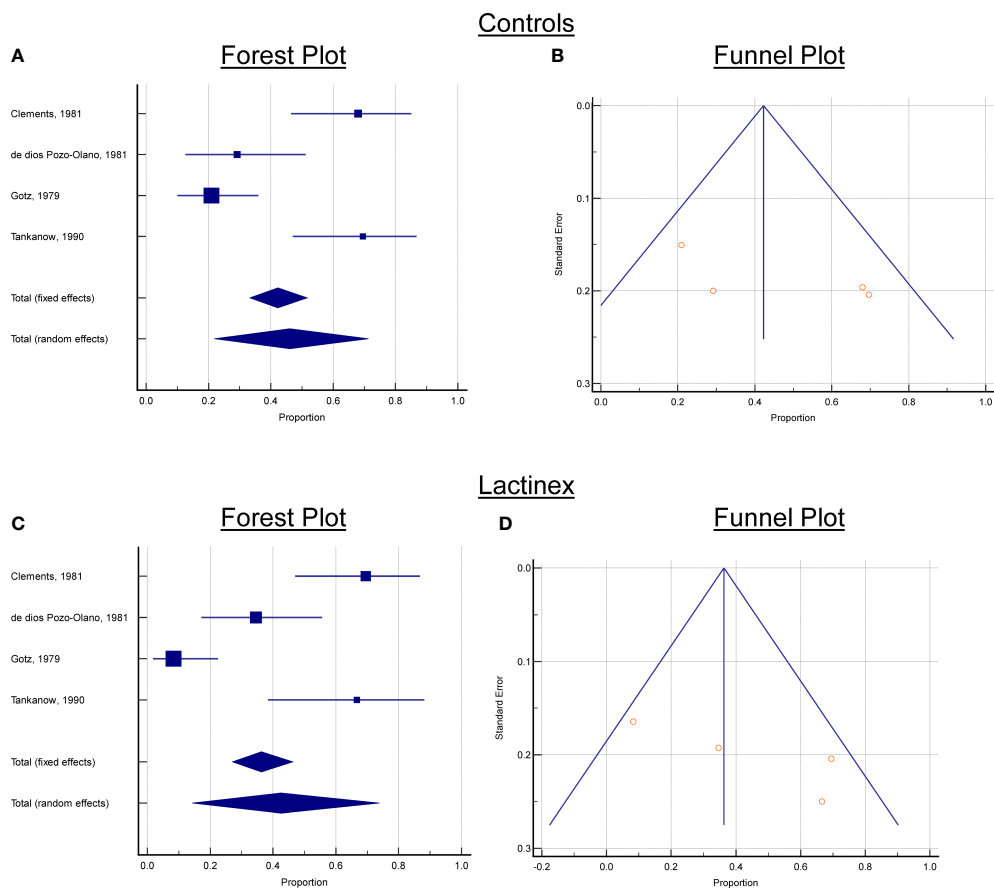 Controls
A
Forest Plot
Clements, 1981
de dios Pozo-Olano, 1981
Gotz, 1979
Tankanow, 1990
Total (fixed effects)
Total (random effects)
0.0 0.2 0.4 0.6 0.8 1.0
Proportion
B
Funnel Plot
0.0
0.1
0.2
0.3
Standard Error
0.0 0.2 0.4 0.6 0.8 1.0
Proportion
Lactinex
C
Forest Plot
Clements, 1981
de dios Pozo-Olano, 1981
Gotz, 1979
Tankanow, 1990
Total (fixed effects)
Total (random effects)
0.0 0.2 0.4 0.6 0.8 1.0
Proportion
D
Funnel Plot
0.0
0.1
0.2
0.3
Standard Error
-0.2 0.0 0.2 0.4 0.6 0.8 1.0
Proportion